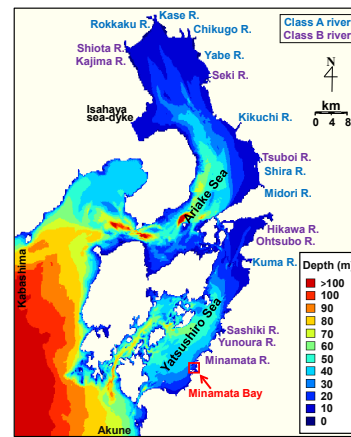 Kase R.
Rokkaku R.
Chikugo R.
Class A river
Class B river
Shiota R.
Kajima R.
Yabe R.
Seki R.
N
km
0 4 8
Isahaya
sea-dyke
Kikuchi R.
Tsuboi R.
Shira R.
Midori R.
Ariake Sea
Hikawa R.
Ohtsubo R.
Kuma R.
Kabashima
Yatsushiro Sea
Sashiki R.
Yunoura R.
Minamata R.
Minamata Bay
Akune
Depth (m)
>100
100
90
80
70
60
50
40
30
20
10
0